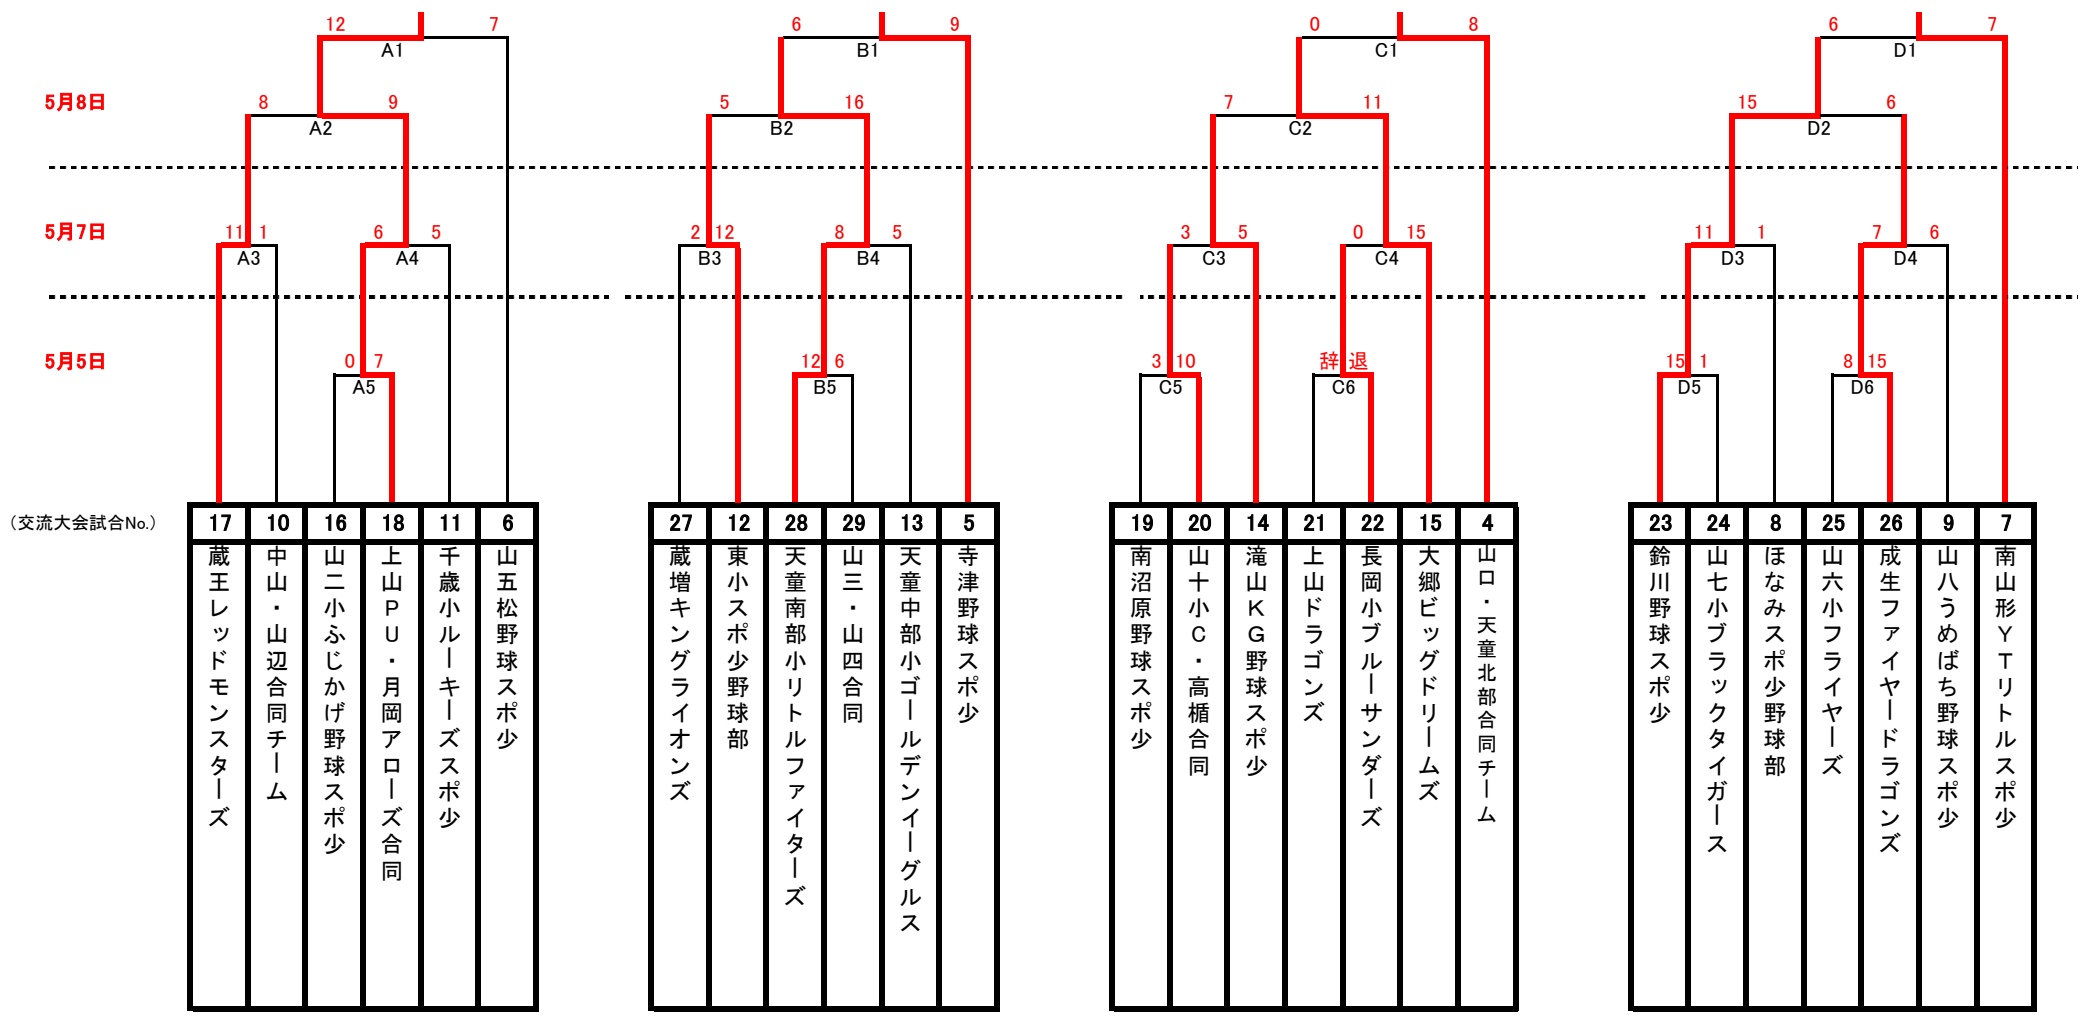 12 7 6 9 0 8 6 7
A1 B1 C1 D1
5月8日 8 9 5 16 7 11 15 6
A2 B2 C2 D2
5月7日 11 1 6 5 2 12 8 5 3 5 0 15 11 1 7 6
A3 A4 B3 B4 C3 C4 D3 D4
5月5日 0 7 12 6 3 10 辞 退 15 1 8 15
A5 B5 C5 C6 D5 D6
(交流大会試合No.) 17 10 16 18 11 6 27 12 28 29 13 5 19 20 14 21 22 15 4 23 24 8 25 26 9 7
蔵王レッドモンスターズ
中山・山辺合同チーム
山二小ふじかげ野球スポ少
上山PU・月岡アローズ合同
千歳小ルーキーズスポ少
山五松野球スポ少
蔵増キングライオンズ
東小スポ少野球部
天童南部小リトルファイターズ
山三・山四合同
天童中部小ゴールデンイーグルス
寺津野球スポ少
南沼原野球スポ少
山十小C・高楯合同
滝山KG野球スポ少
上山ドラゴンズ
長岡小ブルーサンダーズ
大郷ビッグドリームズ
山口・天童北部合同チーム
鈴川野球スポ少
山七小ブラックタイガース
ほなみスポ少野球部
山六小フライヤーズ
成生ファイヤードラゴンズ
山八うめばち野球スポ少
南山形YTリトルスポ少